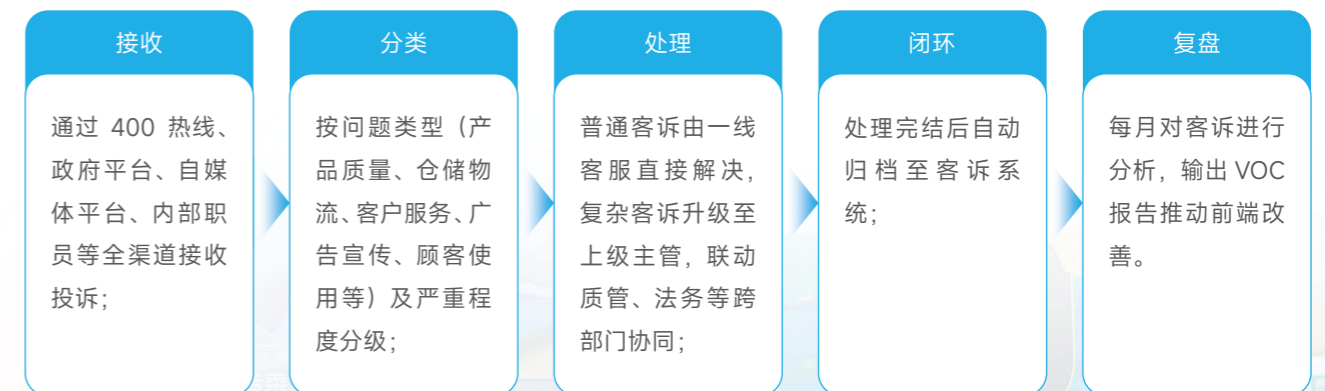 接收
通过 400 热线、
政府平台、自媒
体平台、内部职
员等全渠道接收
投诉；
分类
按问题类型（产
品质量、仓储物
流、客户服务、广
告宣传、顾客使
用等）及严重程
度分级；
处理
普通客诉由一线
客服直接解决，
复杂客诉升级至
上级主管，联动
质管、法务等跨
部门协同；
闭环
处理完结后自动
归档至客诉系
统；
复盘
每月对客诉进行
分析，输出 VOC
报告推动前端改
善。